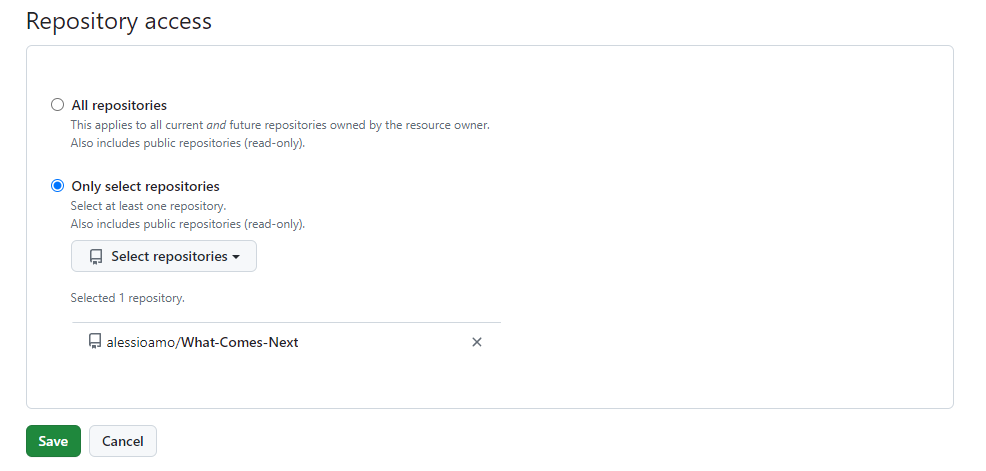 Repository access
All repositories
This applies to all current and future repositories owned by the resource owner.
Also includes public repositories (read-only).
Only select repositories
Select at least one repository.
Also includes public repositories (read-only).
Select repositories
Selected 1 repository.
alessioamo/What-Comes-Next
Save Cancel